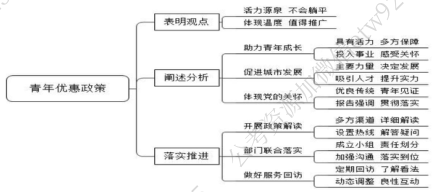 青年优惠政策
表明观点
活力源泉 不会躺平
体现温度 值得推广
阐述分析
助力青年成长
具有活力 多方保障
投入事业 感受关怀
促进城市发展
主要力量 决定发展
吸引人才 提升实力
体现党的关怀
优良传统 青年见证
报告强调 贯彻落实
落实推进
开展政策解读
多方渠道 详细解读
设置热线 解答疑问
部门联合落实
成立小组 责任划分
加强沟通 落实到位
做好服务回访
定期回访 了解看法
动态调整 良性互动